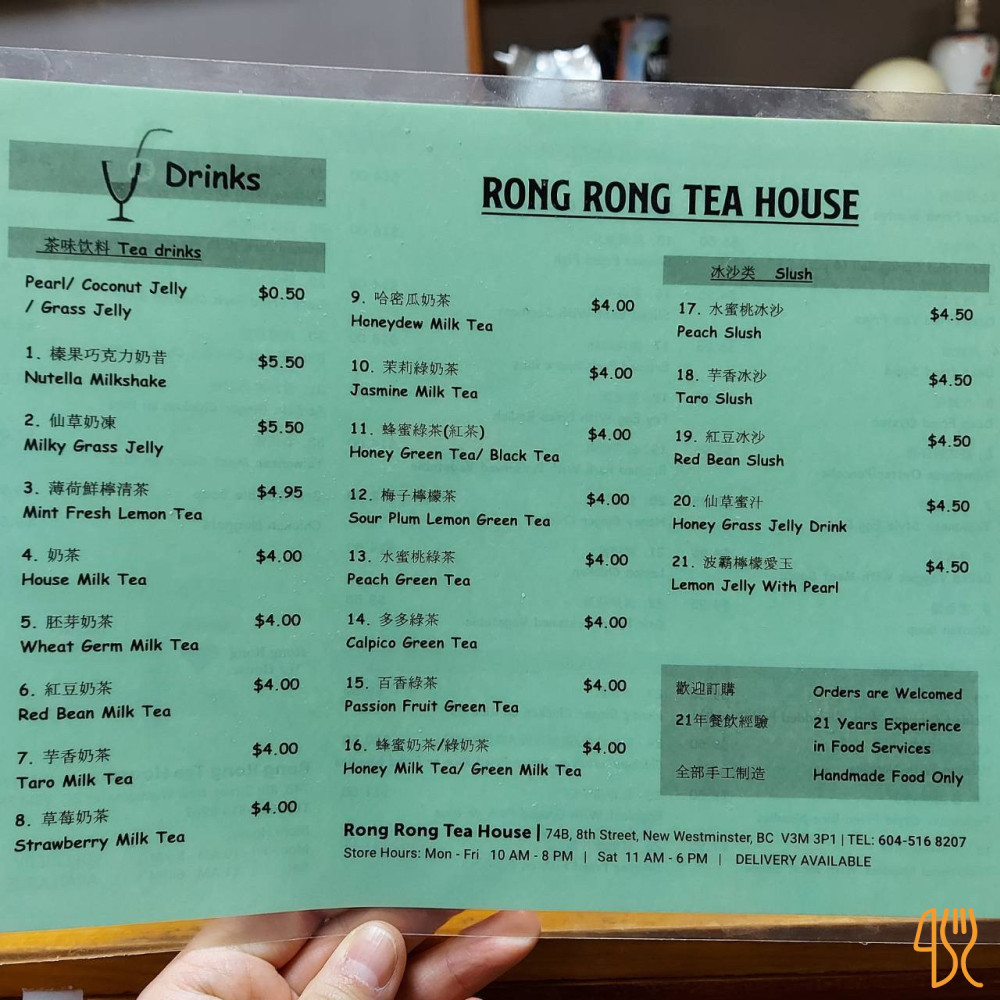 Drinks
RONG RONG TEA HOUSE
茶味饮料 Tea drinks
Pearl/ Coconut Jelly
/ Grass Jelly
$0.50
1. 榛果巧克力奶昔
Nutella Milkshake
$5.50
2. 仙草奶凍
Milky Grass Jelly
$5.50
3. 薄荷鮮檸清茶
Mint Fresh Lemon Tea
$4.95
4. 奶茶
House Milk Tea
$4.00
5. 胚芽奶茶
Wheat Germ Milk Tea
$4.00
6. 紅豆奶茶
Red Bean Milk Tea
$4.00
7. 芋香奶茶
Taro Milk Tea
$4.00
8. 草莓奶茶
Strawberry Milk Tea
$4.00
9. 哈密瓜奶茶
Honeydew Milk Tea
$4.00
10. 茉莉綠奶茶
Jasmine Milk Tea
$4.00
11. 蜂蜜綠茶(紅茶)
Honey Green Tea/ Black Tea
$4.00
12. 梅子檸檬茶
Sour Plum Lemon Green Tea
$4.00
13. 水蜜桃綠茶
Peach Green Tea
$4.00
14. 多多綠茶
Calpico Green Tea
$4.00
15. 百香綠茶
Passion Fruit Green Tea
$4.00
16. 蜂蜜奶茶/綠奶茶
Honey Milk Tea/ Green Milk Tea
$4.00
冰沙类 Slush
17. 水蜜桃冰沙
Peach Slush
$4.50
18. 芋香冰沙
Taro Slush
$4.50
19. 紅豆冰沙
Red Bean Slush
$4.50
20. 仙草蜜汁
Honey Grass Jelly Drink
$4.50
21. 波霸檸檬愛玉
Lemon Jelly With Pearl
$4.50
歡迎訂購 Orders are Welcomed
21年餐飲經驗 21 Years Experience
in Food Services
全部手工制造 Handmade Food Only
Rong Rong Tea House | 74B, 8th Street, New Westminster, BC V3M 3P1 | TEL: 604-516 8207
Store Hours: Mon - Fri 10 AM - 8 PM | Sat 11 AM - 6 PM | DELIVERY AVAILABLE